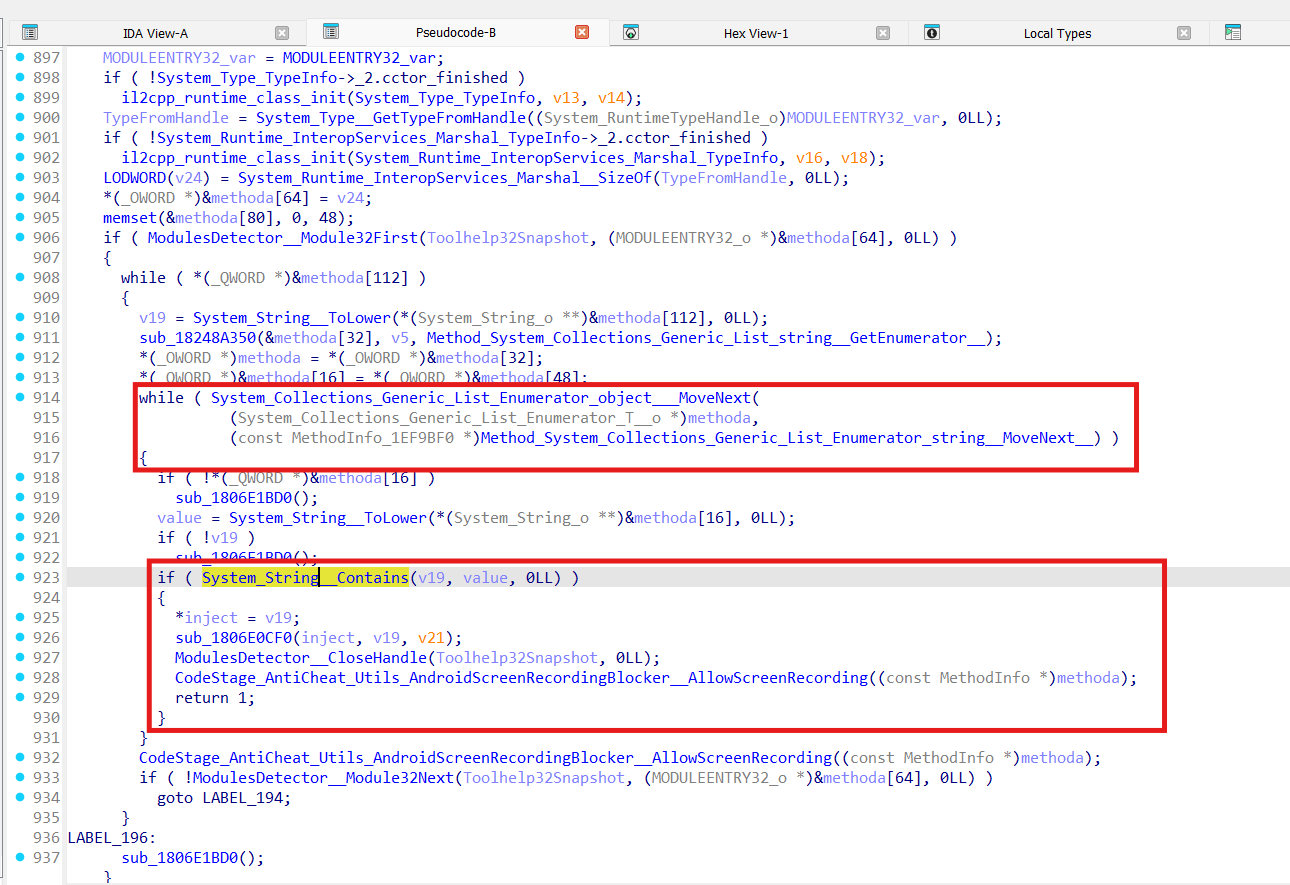 IDA View-A Pseudocode-B Hex View-1 Local Types
897 MODULEENTRY32_var = MODULEENTRY32_var;
898 if ( !System_Type_TypeInfo->_2.cctor_finished )
899 il2cpp_runtime_class_init(System_Type_TypeInfo, v13, v14);
900 TypeFromHandle = System_Type__GetTypeFromHandle((System_RuntimeTypeHandle_o)MODULEENTRY32_var, 0LL);
901 if ( !System_Runtime_InteropServices_Marshal_TypeInfo->_2.cctor_finished )
902 il2cpp_runtime_class_init(System_Runtime_InteropServices_Marshal_TypeInfo, v16, v18);
903 LODWORD(v24) = System_Runtime_InteropServices_Marshal__SizeOf(TypeFromHandle, 0LL);
904 *(_OWORD *)&methoda[64] = v24;
905 memset(&methoda[80], 0, 48);
906 if ( ModulesDetector__Module32First(Toolhelp32Snapshot, (MODULEENTRY32_o *)&methoda[64], 0LL) )
907 {
908 while ( *(_QWORD *)&methoda[112] )
909 {
910 v19 = System_String__ToLower(*(System_String_o **)&methoda[112], 0LL);
911 sub_18248A350(&methoda[32], v5, Method_System_Collections_Generic_List_string__GetEnumerator__);
912 *(_OWORD *)methoda = *(_OWORD *)&methoda[32];
913 *(_OWORD *)&methoda[16] = *(_OWORD *)&methoda[48];
914 while ( System_Collections_Generic_List_Enumerator_object___MoveNext(
915 (System_Collections_Generic_List_Enumerator_T__o *)methoda,
916 (const MethodInfo_1EF9BF0 *)Method_System_Collections_Generic_List_Enumerator_string__MoveNext__) )
917 {
918 if ( !*(_QWORD *)&methoda[16] )
919 sub_1806E1BD0();
920 value = System_String__ToLower(*(System_String_o **)&methoda[16], 0LL);
921 if ( !v19 )
922 sub_1806E1BD0();
923 if ( System_String__Contains(v19, value, 0LL) )
924 {
925 *inject = v19;
926 sub_1806E0CF0(inject, v19, v21);
927 ModulesDetector__CloseHandle(Toolhelp32Snapshot, 0LL);
928 CodeStage_AntiCheat_Utils_AndroidScreenRecordingBlocker__AllowScreenRecording((const MethodInfo *)methoda);
929 return 1;
930 }
931 }
932 CodeStage_AntiCheat_Utils_AndroidScreenRecordingBlocker__AllowScreenRecording((const MethodInfo *)methoda);
933 if ( !ModulesDetector__Module32Next(Toolhelp32Snapshot, (MODULEENTRY32_o *)&methoda[64], 0LL) )
934 goto LABEL_194;
935 }
936 LABEL_196:
937 sub_1806E1BD0();
}